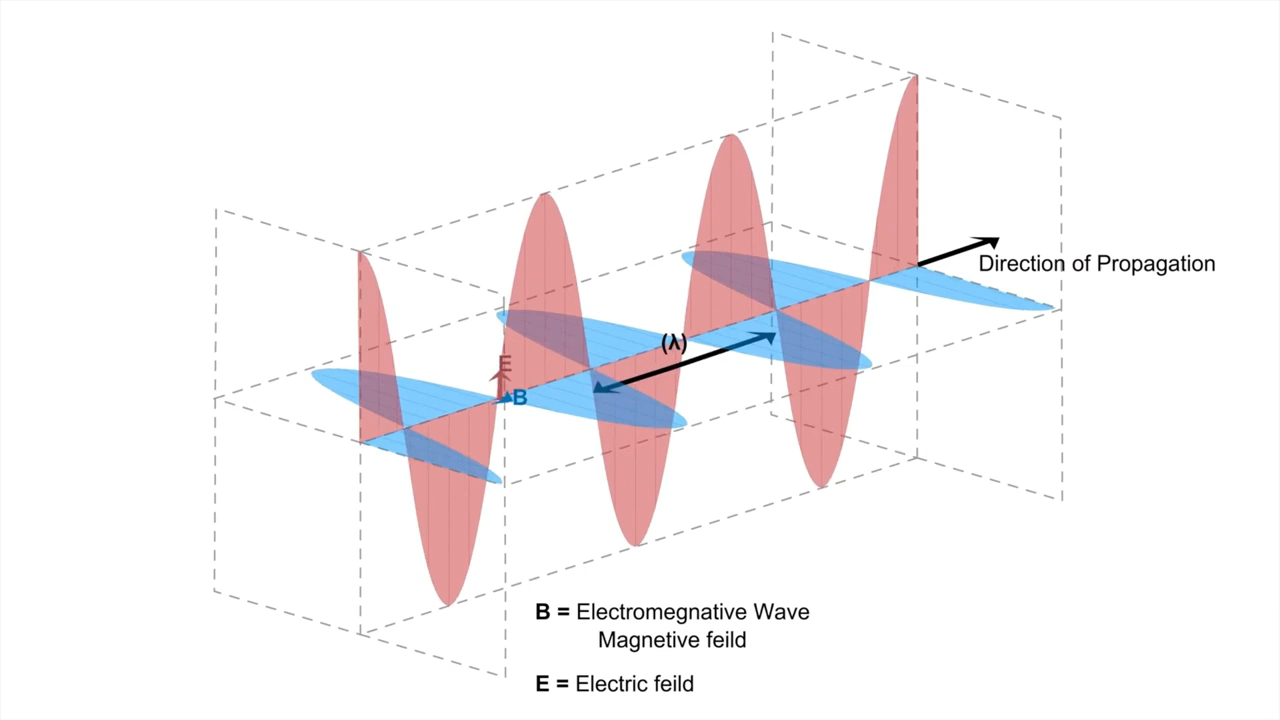 Direction of Propagation
(λ)
E
B
B = Electromegnative Wave
Magnetive feild
E = Electric feild